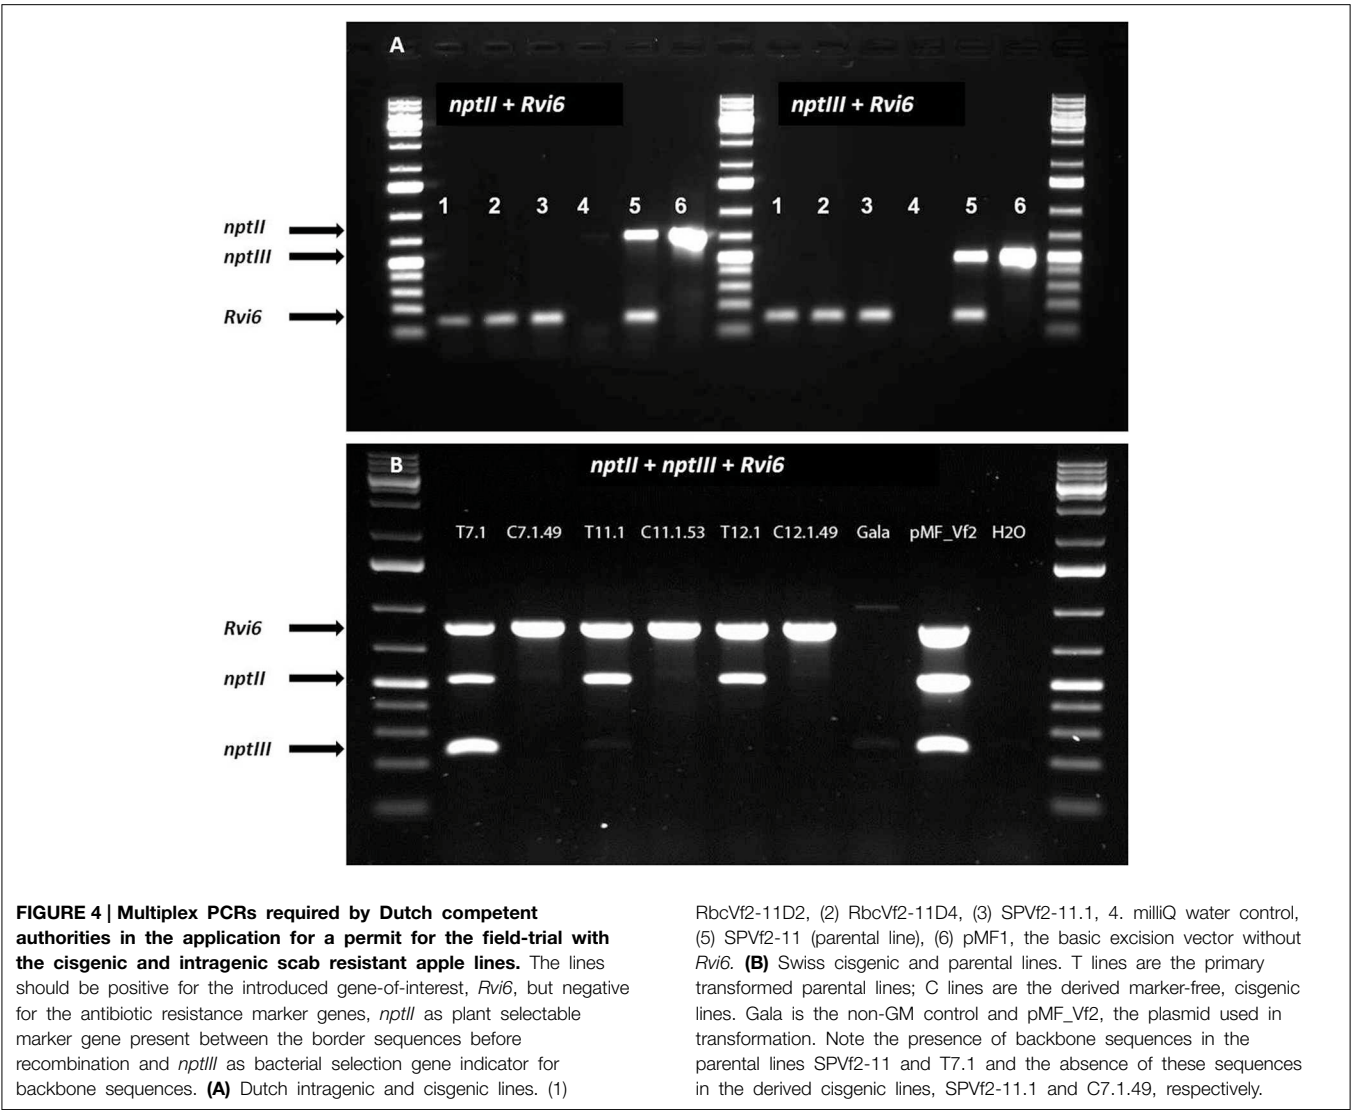 A
nptII + Rvi6
nptIII + Rvi6
1 2 3 4 5 6
1 2 3 4 5 6
nptII
nptIII
Rvi6
B
nptII + nptIII + Rvi6
T7.1 C7.1.49 T11.1 C11.1.53 T12.1 C12.1.49 Gala pMF_Vf2 H2O
Rvi6
nptII
nptIII
FIGURE 4 | Multiplex PCRs required by Dutch competent
authorities in the application for a permit for the field-trial with
the cisgenic and intragenic scab resistant apple lines. The lines
should be positive for the introduced gene-of-interest, Rvi6, but negative
for the antibiotic resistance marker genes, nptII as plant selectable
marker gene present between the border sequences before
recombination and nptIII as bacterial selection gene indicator for
backbone sequences. (A) Dutch intragenic and cisgenic lines. (1)
RbcVf2-11D2, (2) RbcVf2-11D4, (3) SPVf2-11.1, 4. milliQ water control,
(5) SPVf2-11 (parental line), (6) pMF1, the basic excision vector without
Rvi6. (B) Swiss cisgenic and parental lines. T lines are the primary
transformed parental lines; C lines are the derived marker-free, cisgenic
lines. Gala is the non-GM control and pMF_Vf2, the plasmid used in
transformation. Note the presence of backbone sequences in the
parental lines SPVf2-11 and T7.1 and the absence of these sequences
in the derived cisgenic lines, SPVf2-11.1 and C7.1.49, respectively.